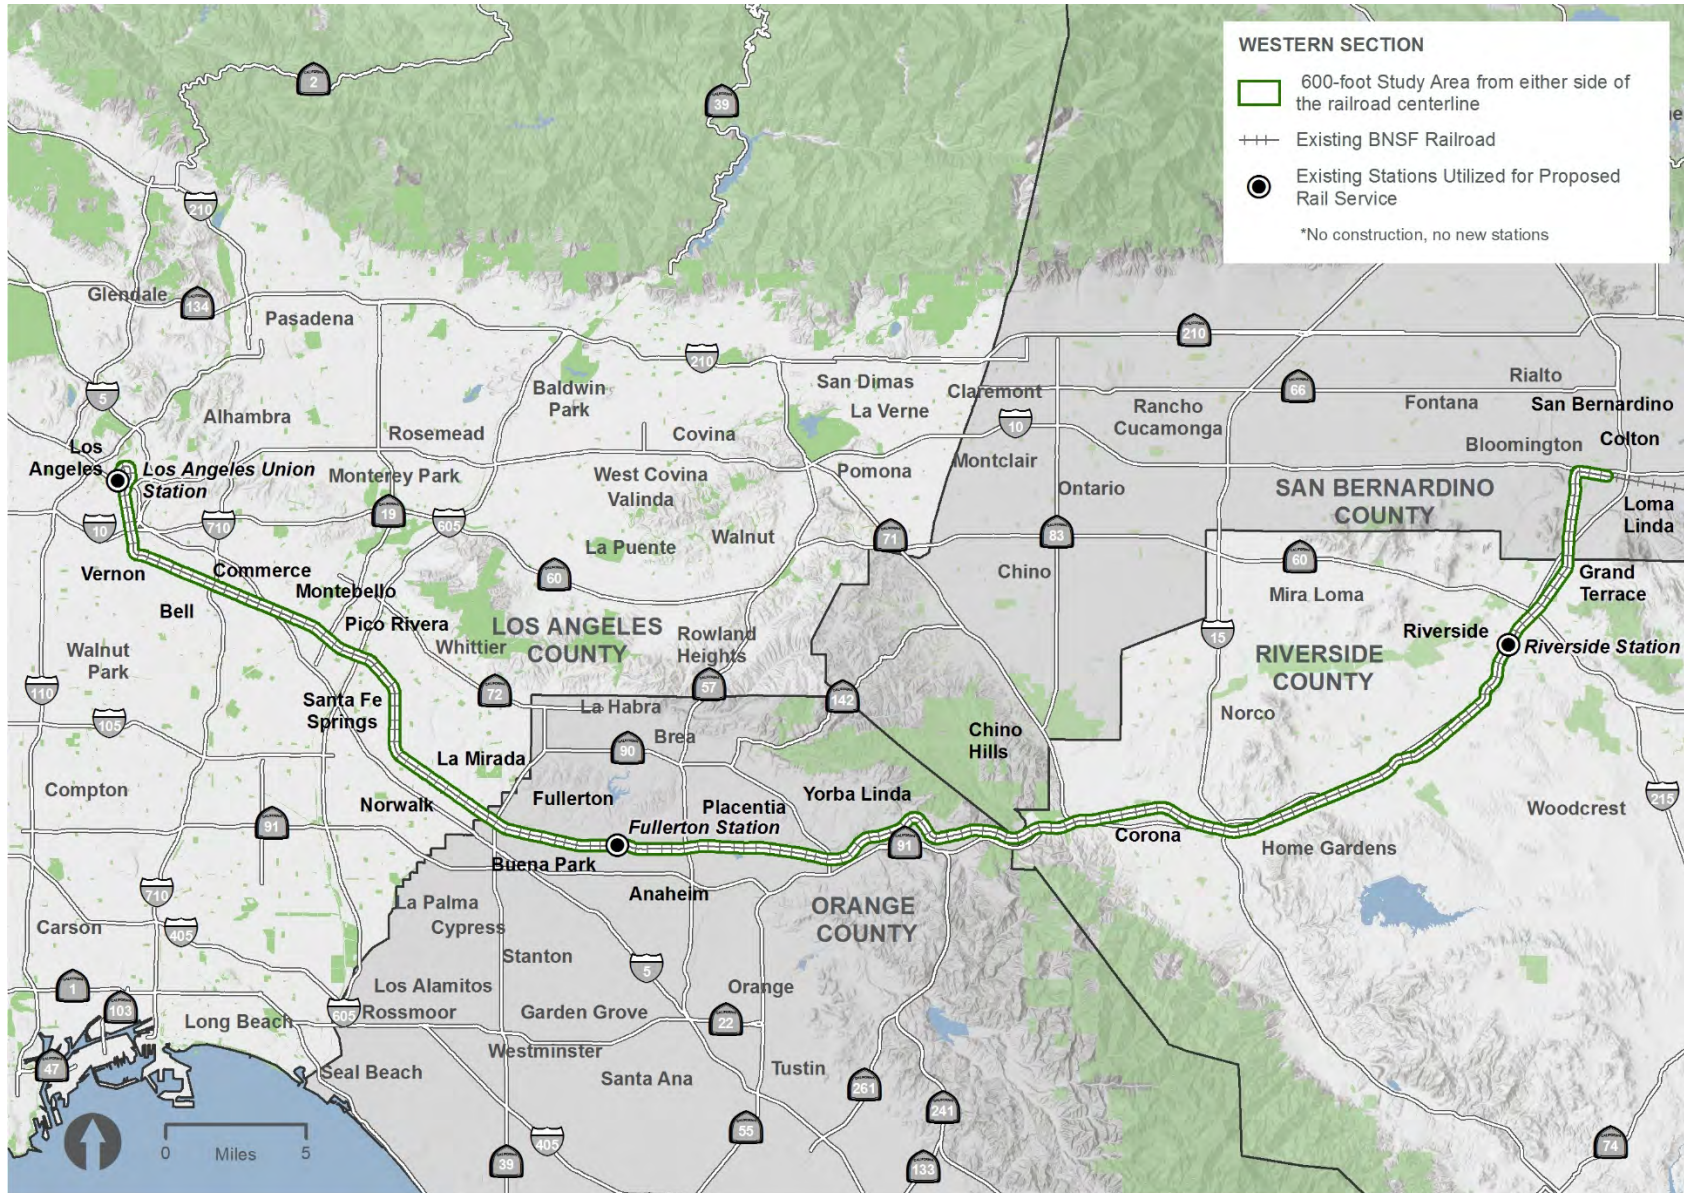 WESTERN SECTION
600-foot Study Area from either side of
the railroad centerline
Existing BNSF Railroad
Existing Stations Utilized for Proposed
Rail Service
*No construction, no new stations
2
39
210
Glendale
134
Pasadena
210
210
5
Alhambra
Baldwin
Park
San Dimas
La Verne
Claremont
66
Rialto
Fontana
San Bernardino
Rancho
Cucamonga
10
Rosemead
Covina
Bloomington
Colton
Los
Angeles
Los Angeles Union
Station
Monterey Park
West Covina
Valinda
Pomona
Montclair
Ontario
SAN BERNARDINO
COUNTY
Loma
Linda
10
710
19
605
La Puente
Walnut
71
83
60
Vernon
Commerce
Montebello
60
Chino
Mira Loma
Grand
Terrace
Bell
Pico Rivera
LOS ANGELES
COUNTY
Rowland
Heights
Whittier
Walnut
Park
15
Riverside
Riverside Station
RIVERSIDE
COUNTY
110
105
Santa Fe
Springs
72
La Habra
57
142
Norco
Brea
90
Chino
Hills
La Mirada
Compton
Norwalk
Fullerton
Placentia
Yorba Linda
Fullerton Station
91
91
Corona
Woodcrest
215
Home Gardens
Buena Park
Anaheim
710
La Palma
Cypress
ORANGE
COUNTY
Carson
405
Stanton
5
Los Alamitos
Rossmoor
Orange
1
103
Long Beach
605
Garden Grove
22
Westminster
47
Seal Beach
Santa Ana
Tustin
261
241
55
405
39
133
74
0
Miles
5